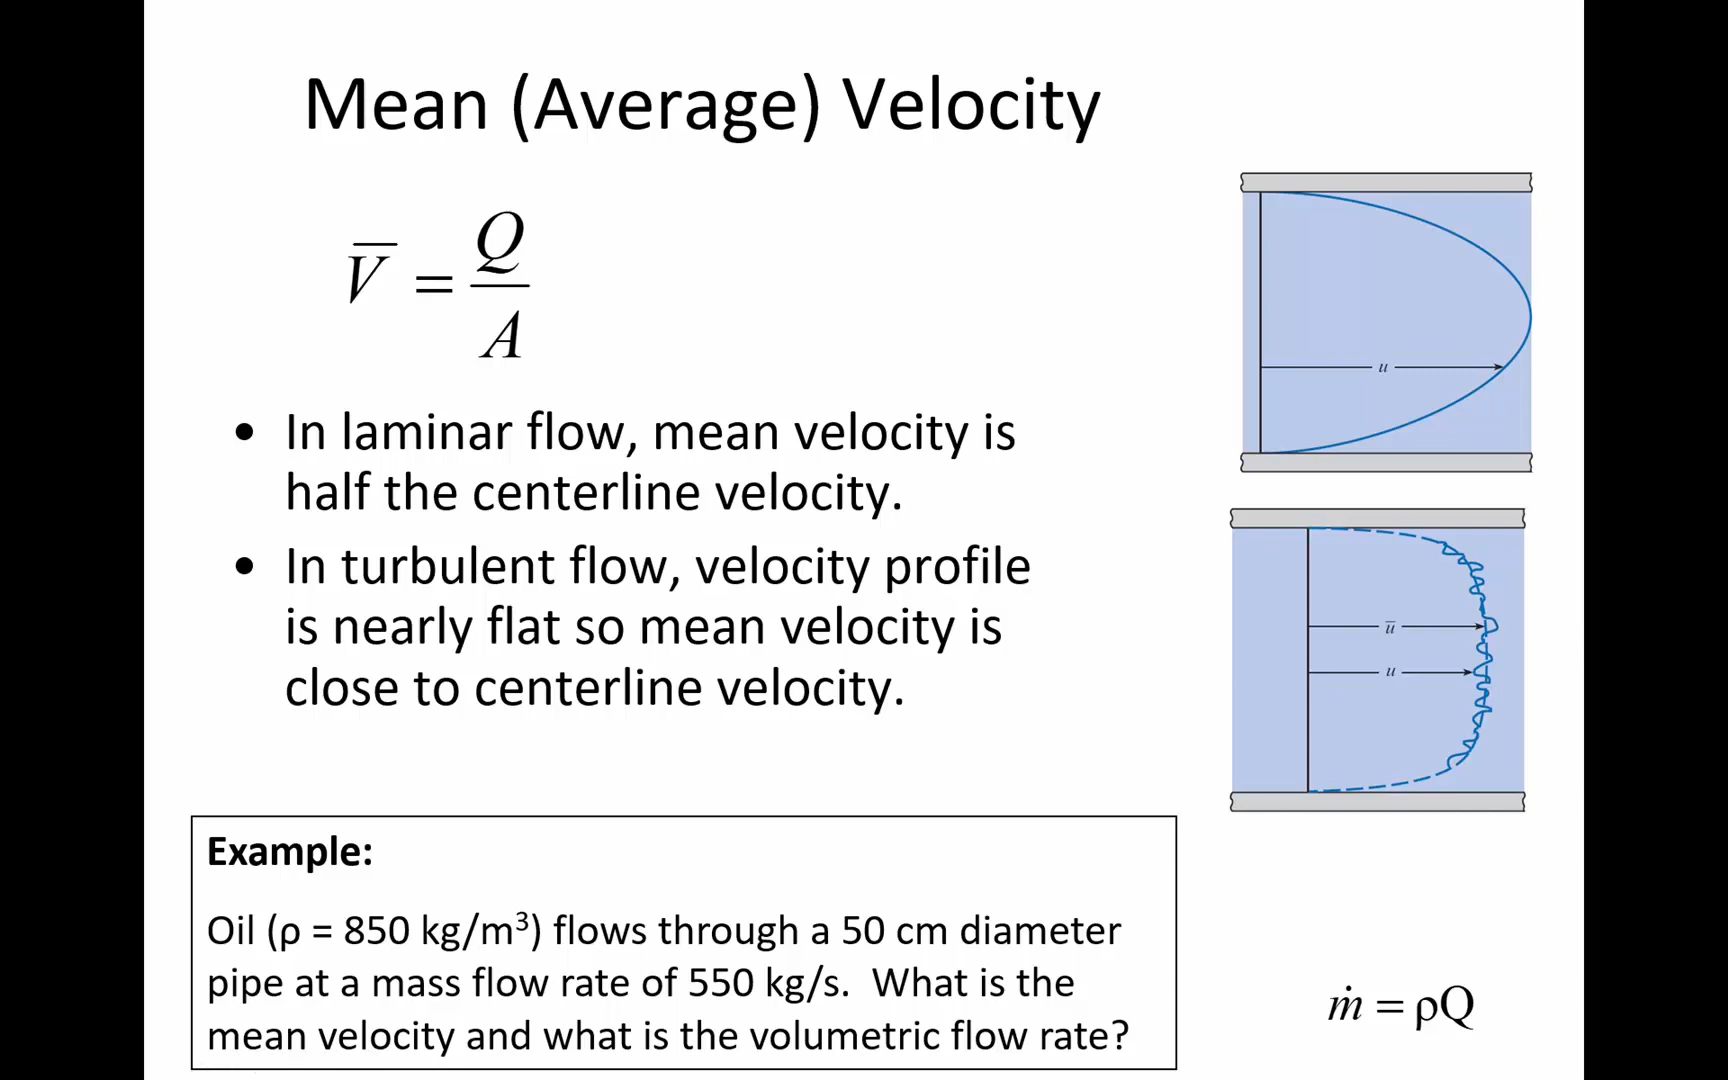 Mean (Average) Velocity
V̅ = Q/A
• In laminar flow, mean velocity is
half the centerline velocity.
• In turbulent flow, velocity profile
is nearly flat so mean velocity is
close to centerline velocity.
u
u̅
u
Example:
Oil (ρ = 850 kg/m³) flows through a 50 cm diameter
pipe at a mass flow rate of 550 kg/s. What is the
mean velocity and what is the volumetric flow rate?
ṁ = ρQ